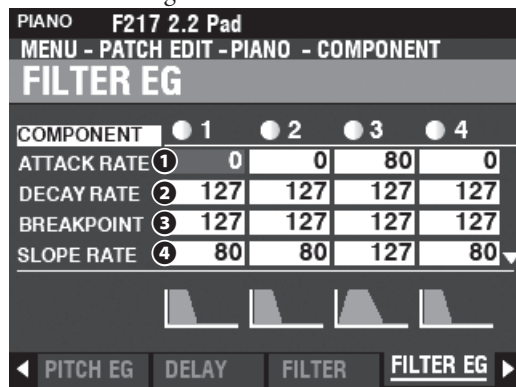 PIANO F217 2.2 Pad
MENU - PATCH EDIT - PIANO - COMPONENT
FILTER EG
COMPONENT 1 2 3 4
ATTACK RATE 1 0 0 80 0
DECAY RATE 2 127 127 127 127
BREAKPOINT 3 127 127 127 127
SLOPE RATE 4 80 80 127 80
PITCH EG DELAY FILTER FILTER EG